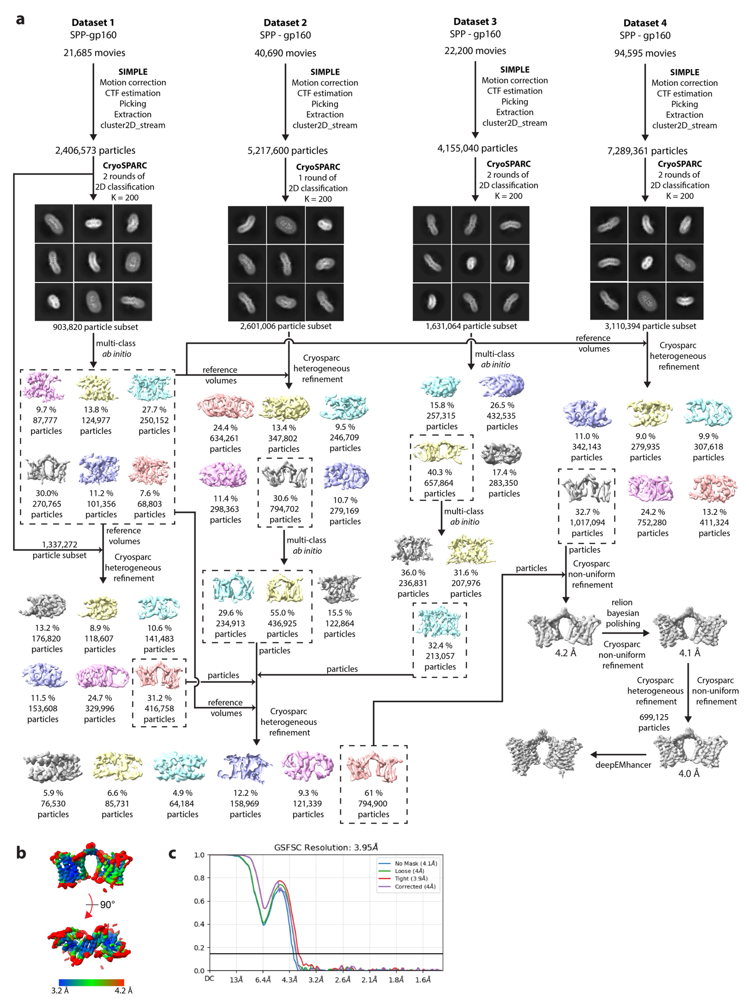 a
Dataset 1
SPP-gp160
21,685 movies
SIMPLE
Motion correction
CTF estimation
Picking
Extraction
cluster2D_stream
2,406,573 particles
CryoSPARC
2 rounds of
2D classification
K = 200
903,820 particle subset
multi-class
ab initio
Dataset 2
SPP - gp160
40,690 movies
SIMPLE
Motion correction
CTF estimation
Picking
Extraction
cluster2D_stream
5,217,600 particles
CryoSPARC
1 round of
2D classification
K = 200
2,601,006 particle subset
Cryosparc
heterogeneous
refinement
Dataset 3
SPP - gp160
22,200 movies
SIMPLE
Motion correction
CTF estimation
Picking
Extraction
cluster2D_stream
4,155,040 particles
CryoSPARC
2 rounds of
2D classification
K = 200
1,631,064 particle subset
multi-class
ab initio
Dataset 4
SPP - gp160
94,595 movies
SIMPLE
Motion correction
CTF estimation
Picking
Extraction
cluster2D_stream
7,289,361 particles
CryoSPARC
2 rounds of
2D classification
K = 200
3,110,394 particle subset
reference
volumes
Cryosparc
heterogeneous
refinement
reference
volumes
9.7 %
87,777
particles
13.8 %
124,977
particles
27.7 %
250,152
particles
30.0%
270,765
particles
11.2 %
101,356
particles
7.6 %
68,803
particles
reference
volumes
1,337,272
particle subset
Cryosparc
heterogeneous
refinement
13.2 %
176,820
particles
8.9 %
118,607
particles
10.6 %
141,483
particles
11.5 %
153,608
particles
24.7 %
329,996
particles
31.2 %
416,758
particles
24.4 %
634,261
particles
13.4 %
347,802
particles
9.5 %
246,709
particles
11.4 %
298,363
particles
30.6 %
794,702
particles
10.7 %
279,169
particles
multi-class
ab initio
29.6 %
234,913
particles
55.0 %
436,925
particles
15.5 %
122,864
particles
particles
particles
particles
reference
volumes
Cryosparc
heterogeneous
refinement
15.8 %
257,315
particles
26.5 %
432,535
particles
40.3 %
657,864
particles
17.4 %
283,350
particles
multi-class
ab initio
36.0 %
236,831
particles
31.6 %
207,976
particles
32.4 %
213,057
particles
11.0 %
342,143
particles
9.0 %
279,935
particles
9.9 %
307,618
particles
32.7 %
1,017,094
particles
24.2 %
752,280
particles
13.2 %
411,324
particles
particles
particles
Cryosparc
non-uniform
refinement
4.2 Å
relion
bayesian
polishing
Cryosparc
non-uniform
refinement
4.1 Å
Cryosparc
heterogeneous
refinement
699,125
particles
Cryosparc
non-uniform
refinement
4.0 Å
deepEMhancer
5.9 %
76,530
particles
6.6 %
85,731
particles
4.9 %
64,184
particles
12.2 %
158,969
particles
9.3 %
121,339
particles
61 %
794,900
particles
b
90°
3.2 Å
4.2 Å
c
GSFSC Resolution: 3.95Å
No Mask (4.1Å)
Loose (4Å)
Tight (3.9Å)
Corrected (4Å)
1.0
0.8
0.6
0.4
0.2
0.0
DC
13Å
6.4Å
4.3Å
3.2Å
2.6Å
2.1Å
1.8Å
1.6Å